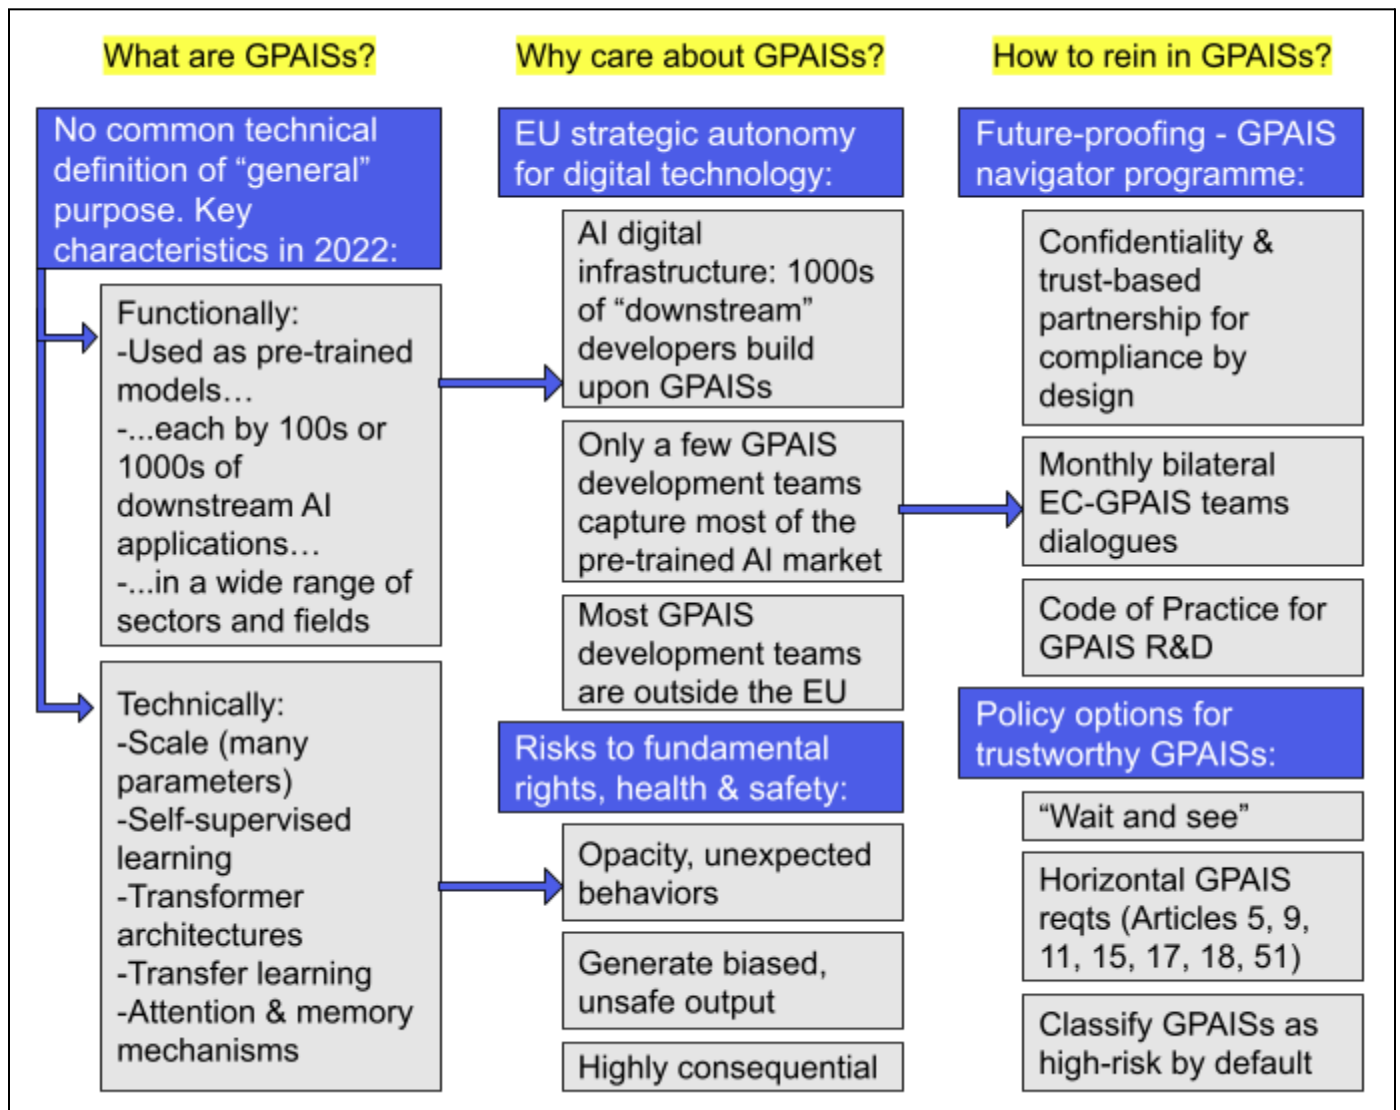 What are GPAISs?
No common technical
definition of “general”
purpose. Key
characteristics in 2022:
Functionally:
-Used as pre-trained
models…
-...each by 100s or
1000s of
downstream AI
applications…
-...in a wide range of
sectors and fields
Technically:
-Scale (many
parameters)
-Self-supervised
learning
-Transformer
architectures
-Transfer learning
-Attention & memory
mechanisms
Why care about GPAISs?
EU strategic autonomy
for digital technology:
AI digital
infrastructure: 1000s
of “downstream”
developers build
upon GPAISs
Only a few GPAIS
development teams
capture most of the
pre-trained AI market
Most GPAIS
development teams
are outside the EU
Risks to fundamental
rights, health & safety:
Opacity, unexpected
behaviors
Generate biased,
unsafe output
Highly consequential
How to rein in GPAISs?
Future-proofing - GPAIS
navigator programme:
Confidentiality &
trust-based
partnership for
compliance by
design
Monthly bilateral
EC-GPAIS teams
dialogues
Code of Practice for
GPAIS R&D
Policy options for
trustworthy GPAISs:
“Wait and see”
Horizontal GPAIS
reqts (Articles 5, 9,
11, 15, 17, 18, 51)
Classify GPAISs as
high-risk by default